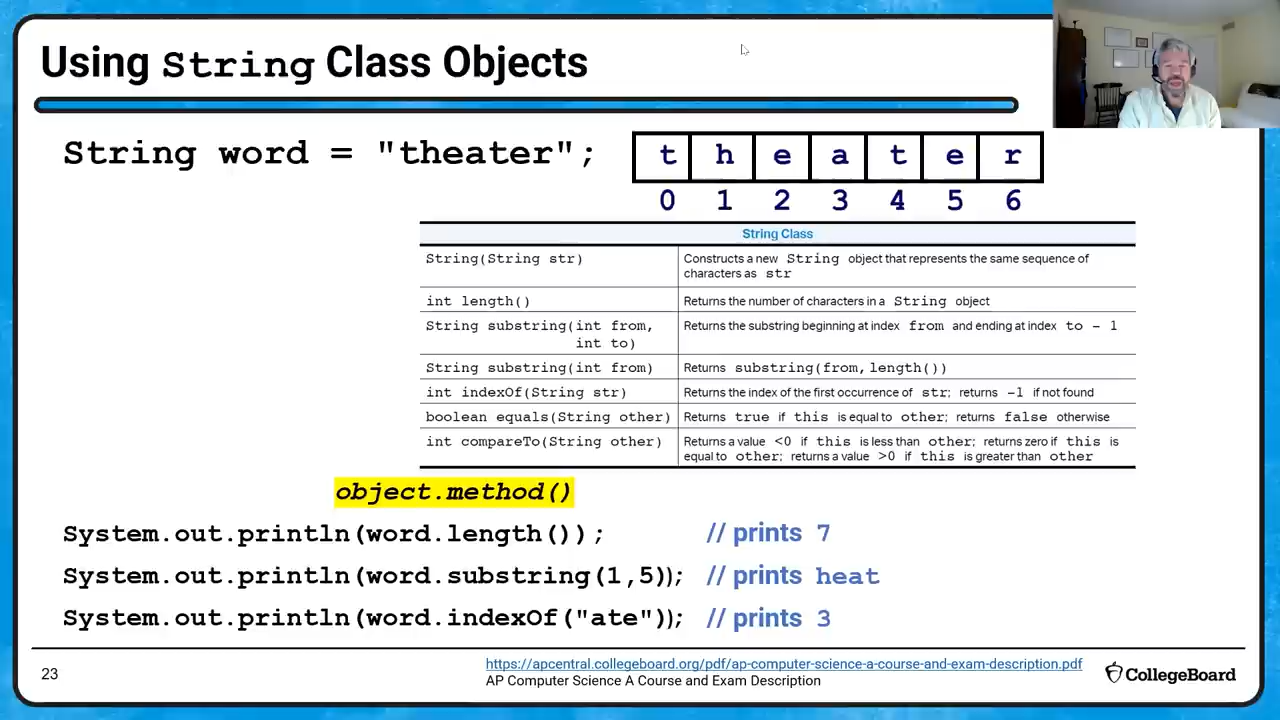 Using String Class Objects
String word = "theater";
t h e a t e r
0 1 2 3 4 5 6
String Class
String(String str) Constructs a new String object that represents the same sequence of
characters as str
int length() Returns the number of characters in a String object
String substring(int from, Returns the substring beginning at index from and ending at index to - 1
int to)
String substring(int from) Returns substring(from, length())
int indexOf(String str) Returns the index of the first occurrence of str; returns -1 if not found
boolean equals(String other) Returns true if this is equal to other; returns false otherwise
int compareTo(String other) Returns a value <0 if this is less than other; returns zero if this is
equal to other; returns a value >0 if this is greater than other
object.method()
System.out.println(word.length()); // prints 7
System.out.println(word.substring(1,5)); // prints heat
System.out.println(word.indexOf("ate")); // prints 3
23
https://apcentral.collegeboard.org/pdf/ap-computer-science-a-course-and-exam-description.pdf
AP Computer Science A Course and Exam Description
CollegeBoard